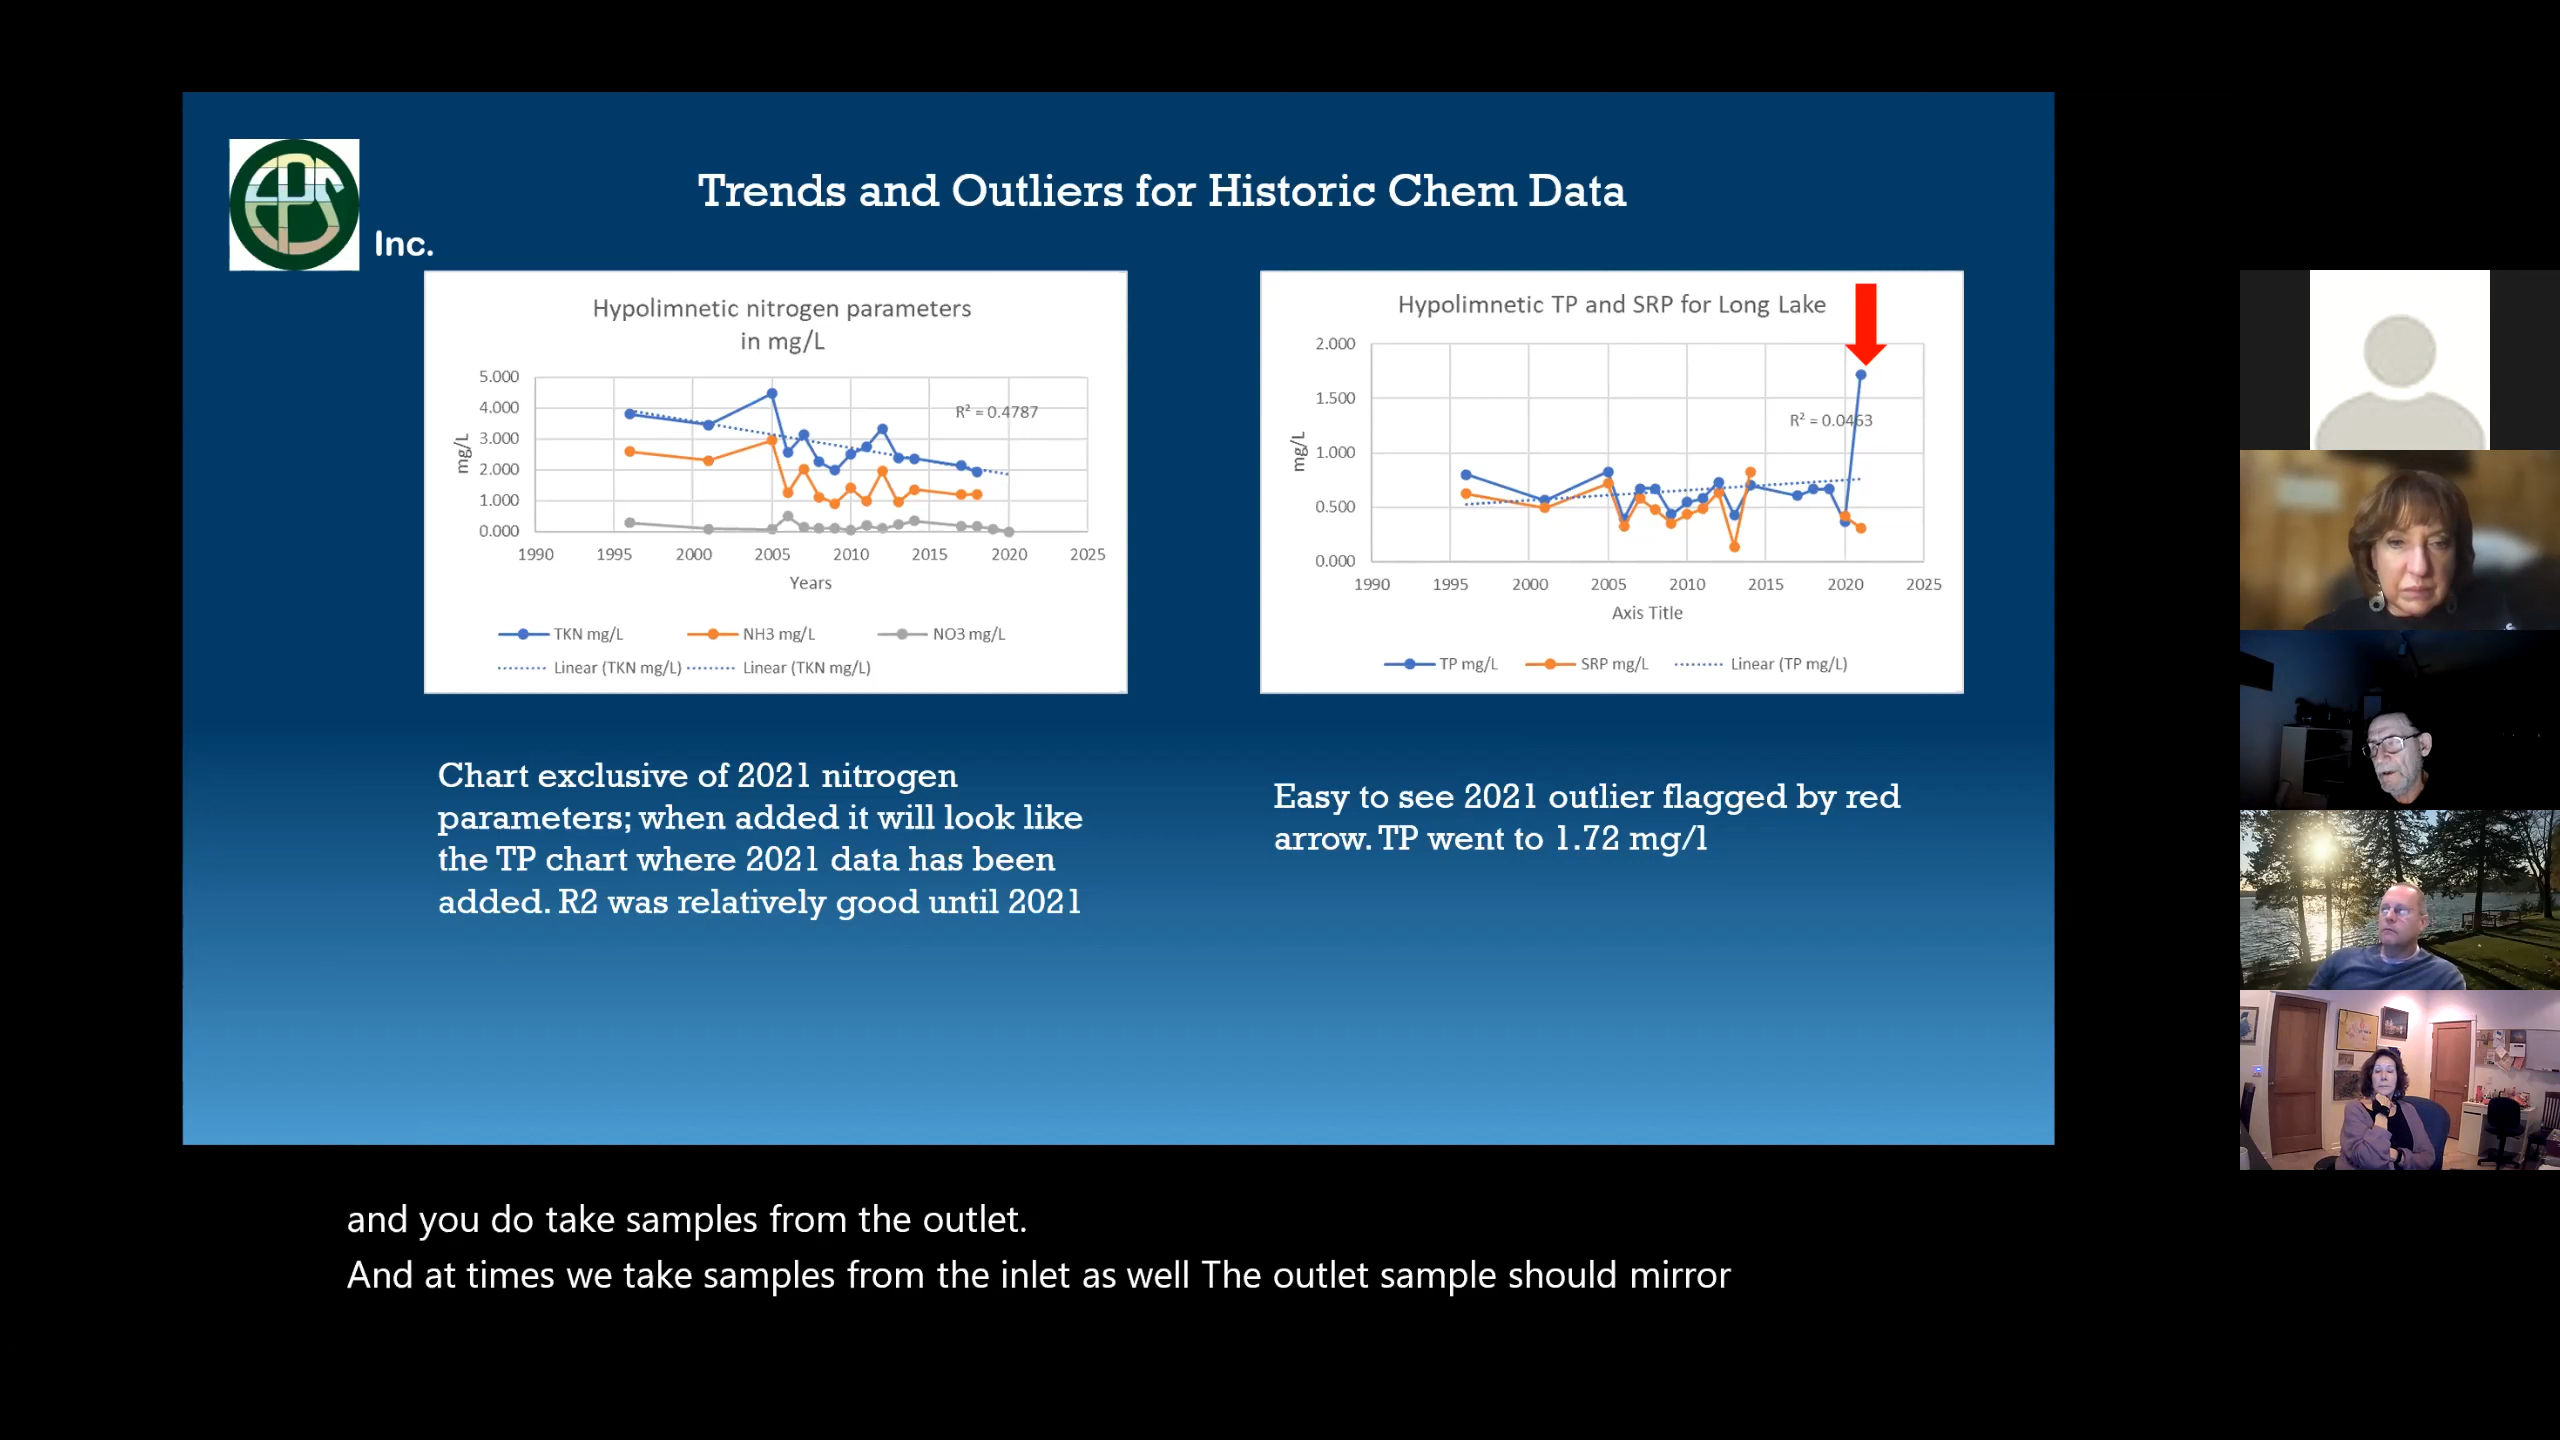 EPS
Inc.
Trends and Outliers for Historic Chem Data
Hypolimnetic nitrogen parameters
in mg/L
5.000
4.000
3.000
2.000
1.000
0.000
mg/L
R² = 0.4787
1990 1995 2000 2005 2010 2015 2020 2025
Years
TKN mg/L NH3 mg/L NO3 mg/L
Linear (TKN mg/L) Linear (TKN mg/L)
Hypolimnetic TP and SRP for Long Lake
2.000
1.500
1.000
0.500
0.000
mg/L
R² = 0.0463
1990 1995 2000 2005 2010 2015 2020 2025
Axis Title
TP mg/L SRP mg/L Linear (TP mg/L)
Chart exclusive of 2021 nitrogen
parameters; when added it will look like
the TP chart where 2021 data has been
added. R2 was relatively good until 2021
Easy to see 2021 outlier flagged by red
arrow. TP went to 1.72 mg/l
and you do take samples from the outlet.
And at times we take samples from the inlet as well The outlet sample should mirror